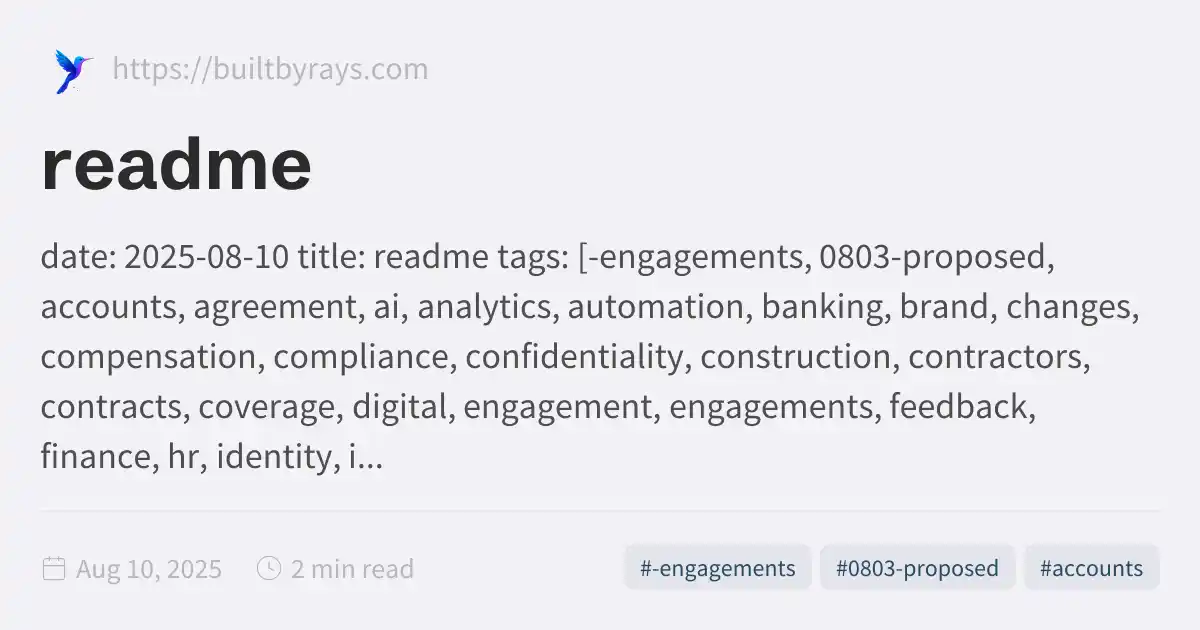 https://builtbyrays.com
readme
date: 2025-08-10 title: readme tags: [-engagements, 0803-proposed,
accounts, agreement, ai, analytics, automation, banking, brand, changes,
compensation, compliance, confidentiality, construction, contractors,
contracts, coverage, digital, engagement, engagements, feedback,
finance, hr, identity, i...
Aug 10, 2025 2 min read #-engagements #0803-proposed #accounts